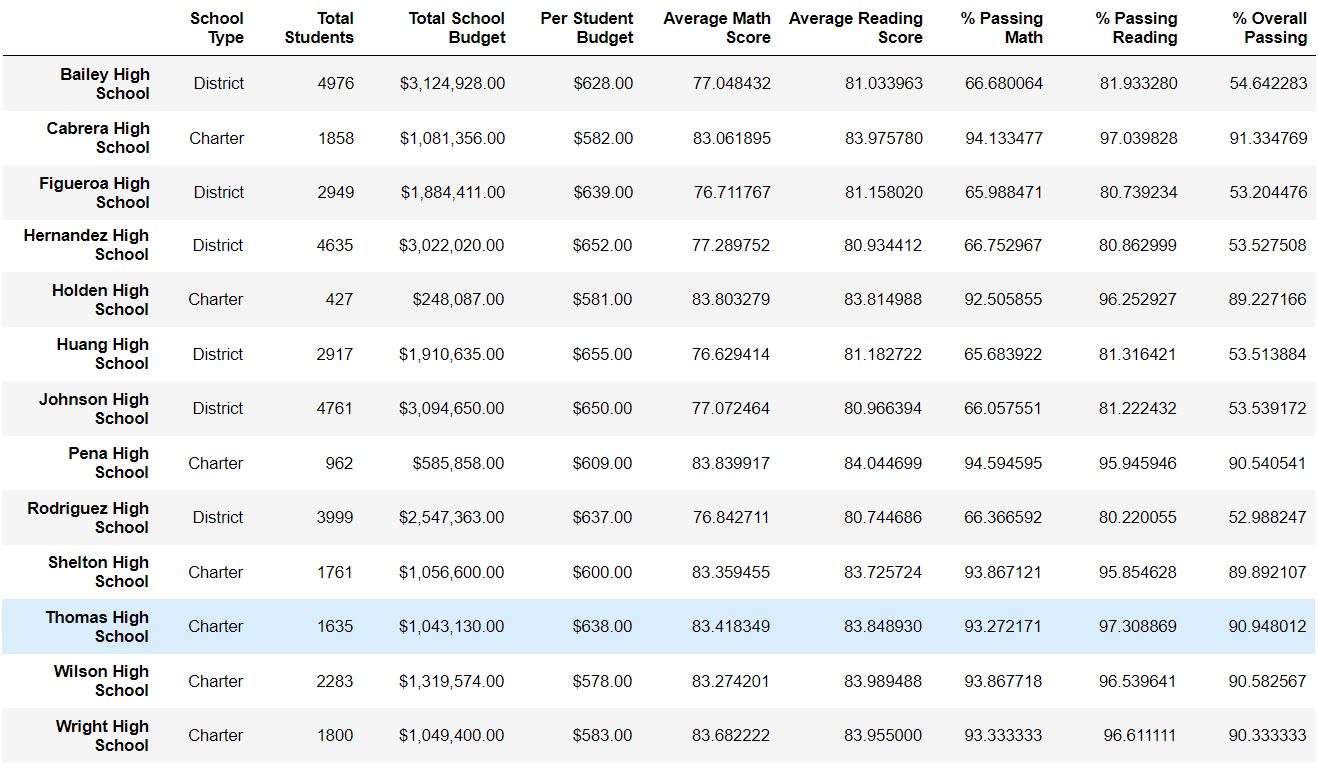 School Type Total Students Total School Budget Per Student Budget Average Math Score Average Reading Score % Passing Math % Passing Reading % Overall Passing
Bailey High School District 4976 $3,124,928.00 $628.00 77.048432 81.033963 66.680064 81.933280 54.642283
Cabrera High School Charter 1858 $1,081,356.00 $582.00 83.061895 83.975780 94.133477 97.039828 91.334769
Figueroa High School District 2949 $1,884,411.00 $639.00 76.711767 81.158020 65.988471 80.739234 53.204476
Hernandez High School District 4635 $3,022,020.00 $652.00 77.289752 80.934412 66.752967 80.862999 53.527508
Holden High School Charter 427 $248,087.00 $581.00 83.803279 83.814988 92.505855 96.252927 89.227166
Huang High School District 2917 $1,910,635.00 $655.00 76.629414 81.182722 65.683922 81.316421 53.513884
Johnson High School District 4761 $3,094,650.00 $650.00 77.072464 80.966394 66.057551 81.222432 53.539172
Pena High School Charter 962 $585,858.00 $609.00 83.839917 84.044699 94.594595 95.945946 90.540541
Rodriguez High School District 3999 $2,547,363.00 $637.00 76.842711 80.744686 66.366592 80.220055 52.988247
Shelton High School Charter 1761 $1,056,600.00 $600.00 83.359455 83.725724 93.867121 95.854628 89.892107
Thomas High School Charter 1635 $1,043,130.00 $638.00 83.418349 83.848930 93.272171 97.308869 90.948012
Wilson High School Charter 2283 $1,319,574.00 $578.00 83.274201 83.989488 93.867718 96.539641 90.582567
Wright High School Charter 1800 $1,049,400.00 $583.00 83.682222 83.955000 93.333333 96.611111 90.333333